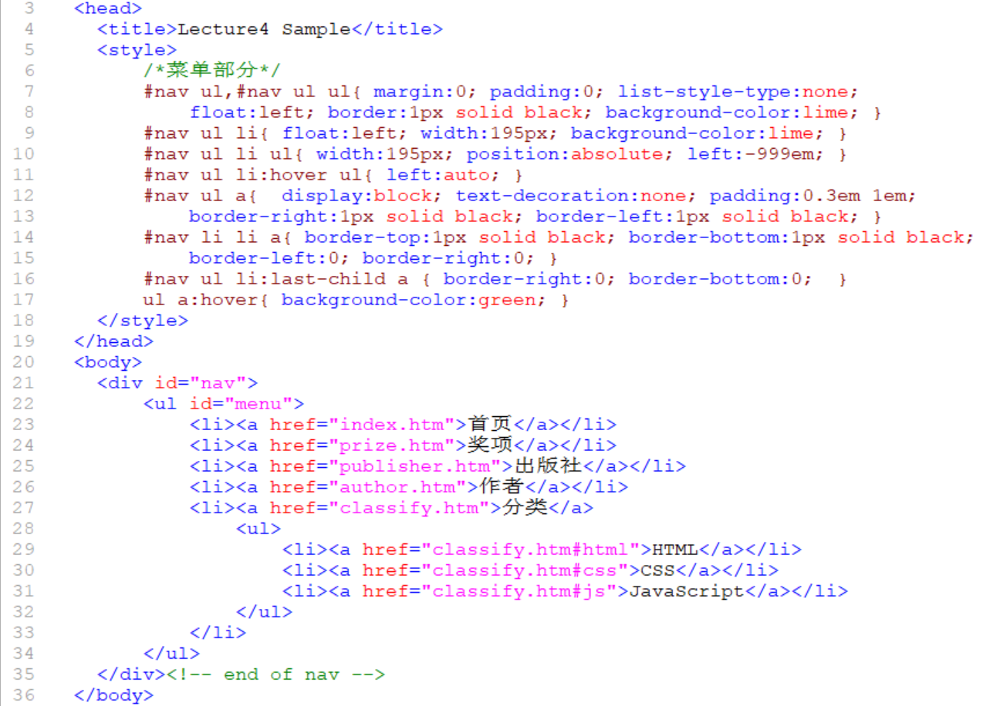 3 <head>
4 <title>Lecture4 Sample</title>
5 <style>
6 /*菜单部分*/
7 #nav ul,#nav ul ul{ margin:0; padding:0; list-style-type:none;
8 float:left; border:1px solid black; background-color:lime; }
9 #nav ul li{ float:left; width:195px; background-color:lime; }
10 #nav ul li ul{ width:195px; position:absolute; left:-999em; }
11 #nav ul li:hover ul{ left:auto; }
12 #nav ul a{  display:block; text-decoration:none; padding:0.3em 1em;
13 border-right:1px solid black; border-left:1px solid black; }
14 #nav li li a{ border-top:1px solid black; border-bottom:1px solid black;
15 border-left:0; border-right:0; }
16 #nav ul li:last-child a { border-right:0; border-bottom:0;  }
17 ul a:hover{ background-color:green; }
18 </style>
19 </head>
20 <body>
21 <div id="nav">
22 <ul id="menu">
23 <li><a href="index.htm">首页</a></li>
24 <li><a href="prize.htm">奖项</a></li>
25 <li><a href="publisher.htm">出版社</a></li>
26 <li><a href="author.htm">作者</a></li>
27 <li><a href="classify.htm">分类</a>
28 <ul>
29 <li><a href="classify.htm#html">HTML</a></li>
30 <li><a href="classify.htm#css">CSS</a></li>
31 <li><a href="classify.htm#js">JavaScript</a></li>
32 </ul>
33 </li>
34 </ul>
35 </div><!-- end of nav -->
36 </body>